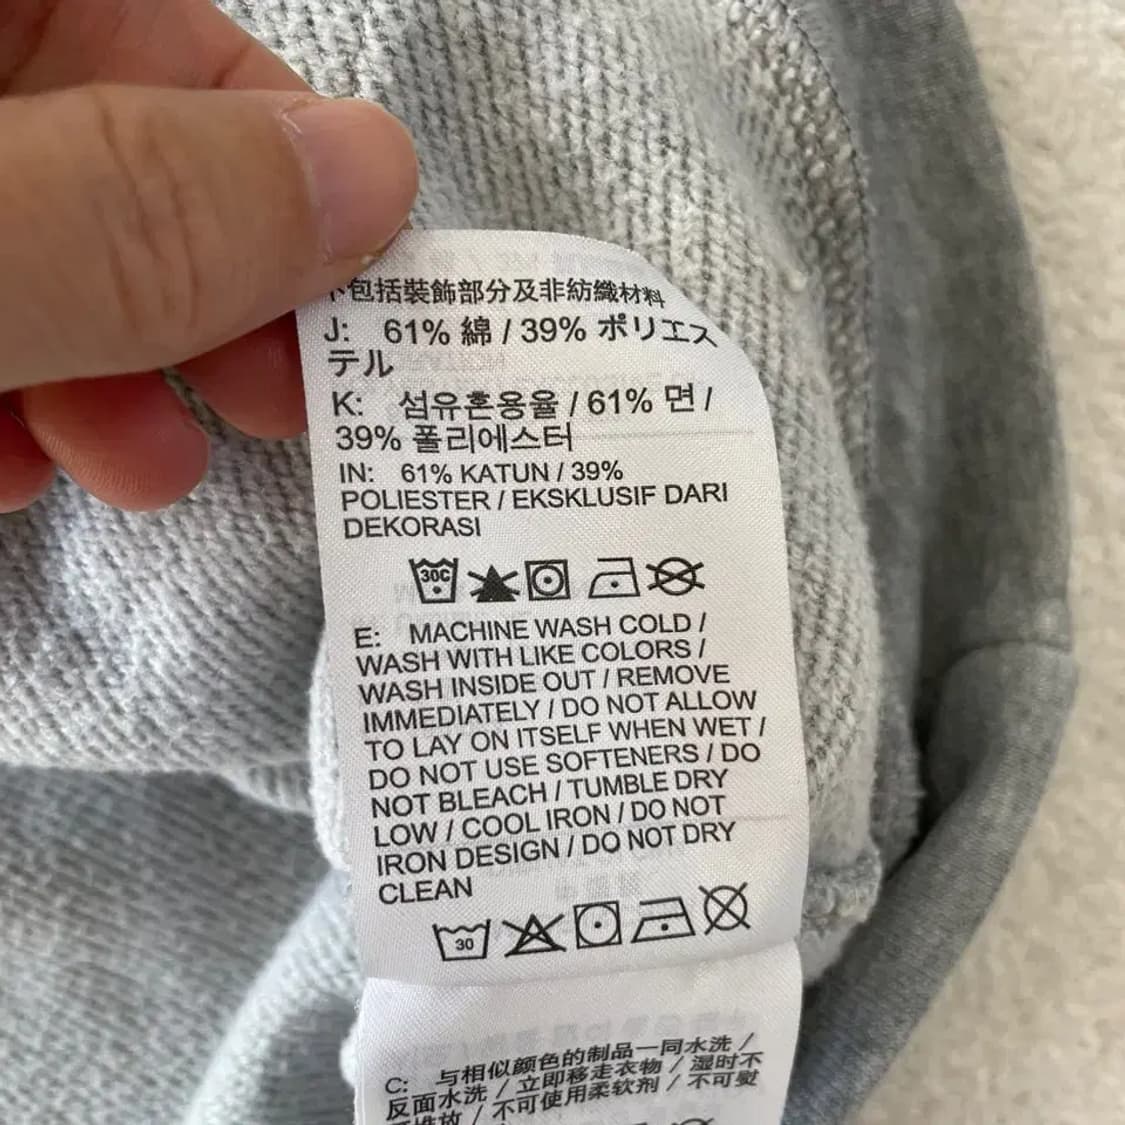 不包括裝飾部分及非紡織材料
J: 61% 綿 / 39% ポリエス
テル
K: 섬유혼용율 / 61% 면 /
39% 폴리에스터
IN: 61% KATUN / 39%
POLIESTER / EKSKLUSIF DARI
DEKORASI
30C
E: MACHINE WASH COLD /
WASH WITH LIKE COLORS /
WASH INSIDE OUT / REMOVE
IMMEDIATELY / DO NOT ALLOW
TO LAY ON ITSELF WHEN WET /
DO NOT USE SOFTENERS / DO
NOT BLEACH / TUMBLE DRY
LOW / COOL IRON / DO NOT
IRON DESIGN / DO NOT DRY
CLEAN
30
C: 与相似颜色的制品一同水洗 /
反面水洗 / 立即移走衣物 / 湿时不
可堆放 / 不可使用柔软剂 / 不可熨